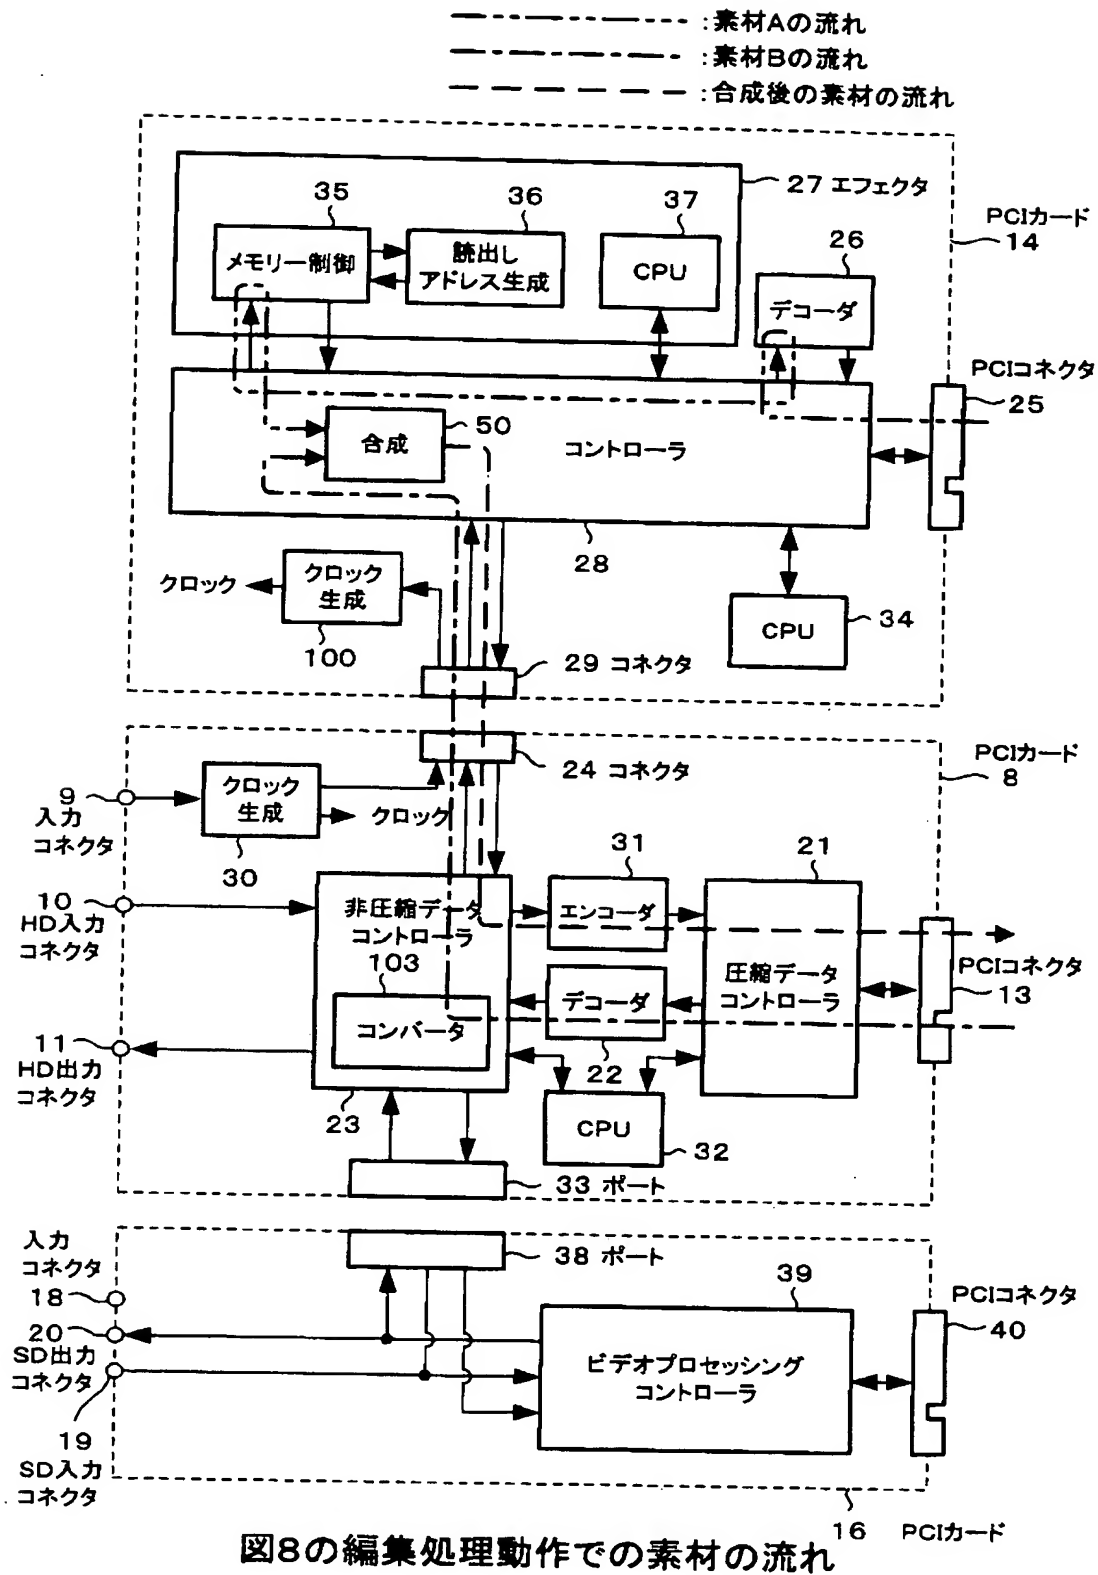 :素材Aの流れ
:素材Bの流れ
:合成後の素材の流れ
27 エフェクタ
35
36
37
26
PCIカード
14
メモリー制御
読出し
アドレス生成
CPU
デコーダ
PCIコネクタ
25
50
合成
コントローラ
28
クロック
クロック
生成
100
CPU
34
29 コネクタ
24 コネクタ
PCIカード
8
9
入力
コネクタ
クロック
生成
クロック
30
31
21
10
HD入力
コネクタ
非圧縮データ
コントローラ
エンコーダ
103
コンバータ
デコーダ
22
圧縮データ
コントローラ
PCIコネクタ
13
11
HD出力
コネクタ
23
CPU
32
33 ポート
入力
コネクタ
18
38 ポート
39
PCIコネクタ
40
20
SD出力
コネクタ
ビデオプロセッシング
コントローラ
19
SD入力
コネクタ
16
PCIカード
図8の編集処理動作での素材の流れ